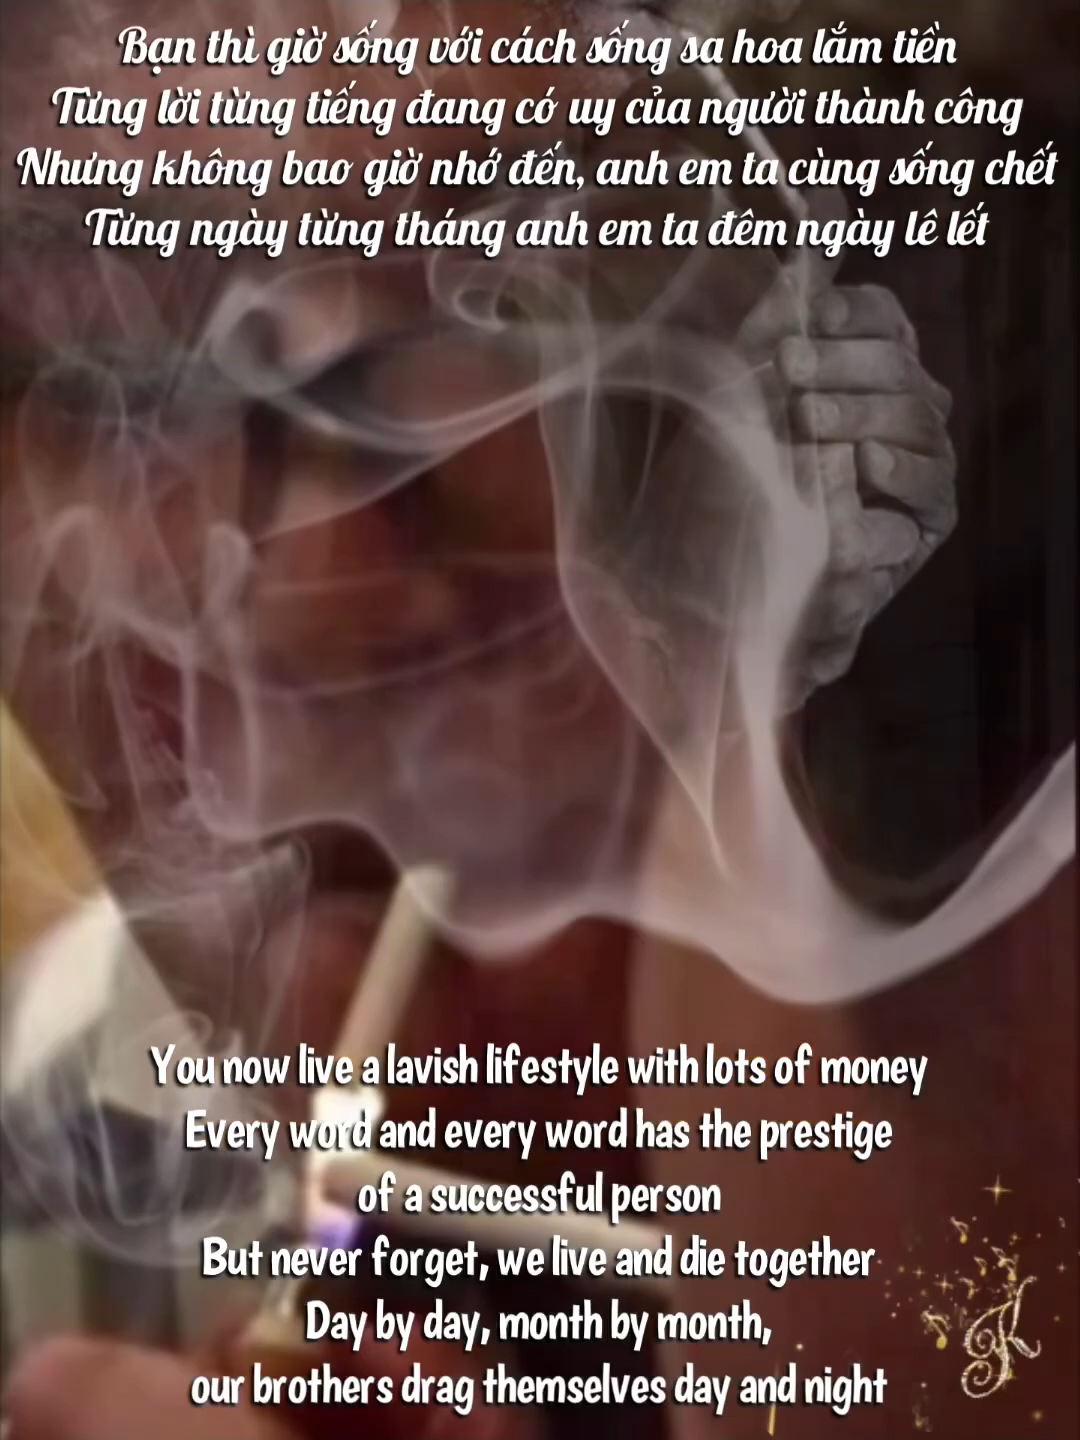 Bạn thì giờ sống với cách sống sa hoa lắm tiền
Từng lời từng tiếng đang có uy của người thành công
Nhưng không bao giờ nhớ đến, anh em ta cùng sống chết
Từng ngày từng tháng anh em ta đêm ngày lê lết
You now live a lavish lifestyle with lots of money
Every word and every word has the prestige
of a successful person
But never forget, we live and die together
Day by day, month by month,
our brothers drag themselves day and night
K